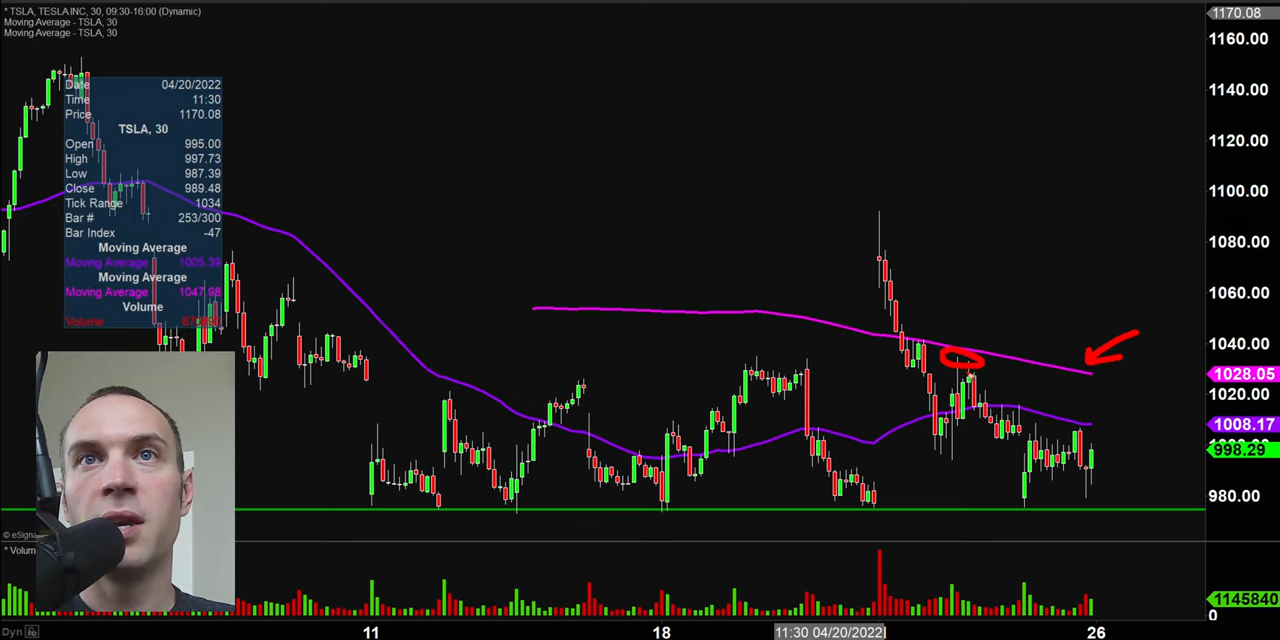 * TSLA, TESLA INC, 30, 09:30-16:00 (Dynamic)
Moving Average - TSLA, 30
Moving Average - TSLA, 30
Date 04/20/2022
Time 11:30
Price 1170.08
TSLA, 30
Open 995.00
High 997.73
Low 987.39
Close 989.48
Tick Range 1034
Bar # 253/300
Bar Index -47
Moving Average
Moving Average 1005.39
Moving Average
Moving Average 1047.98
Volume
Volume
1170.08
1160.00
1140.00
1120.00
1100.00
1080.00
1060.00
1040.00
1028.05
1020.00
1008.17
998.29
980.00
© eSigna
* Volum
1145840
0
Dyn 11 18 11:30 04/20/2022 26